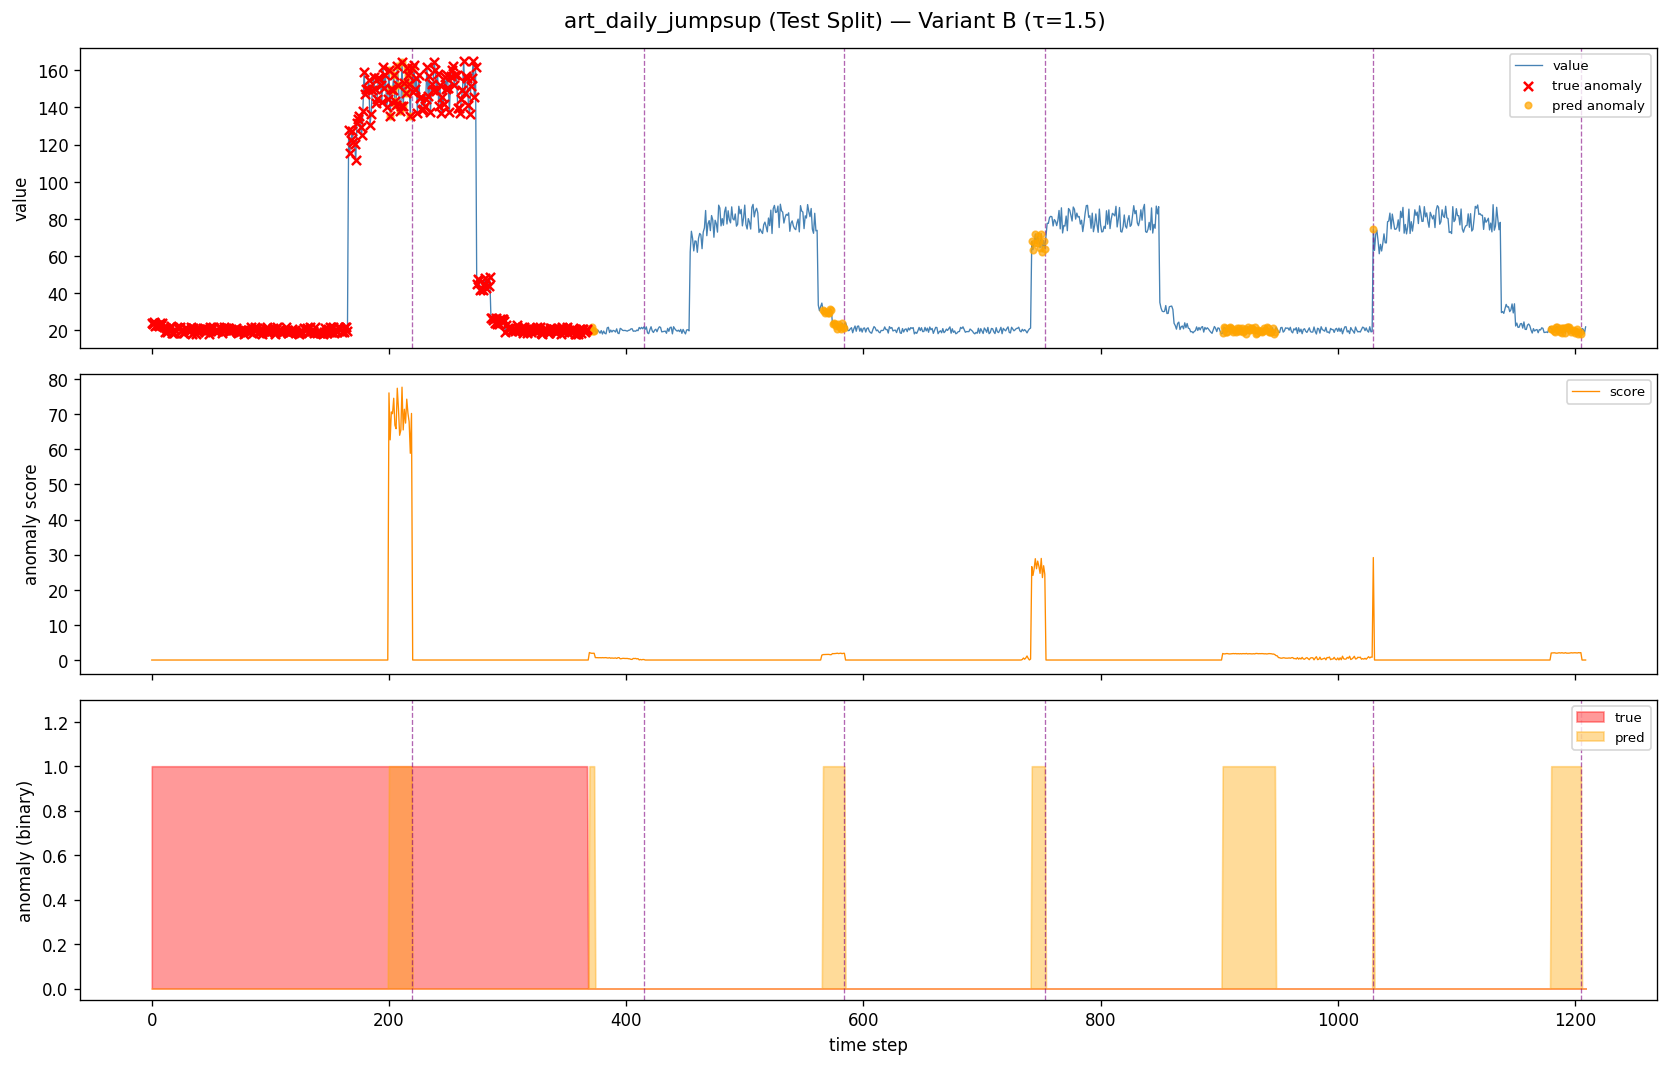 art_daily_jumpsup (Test Split) — Variant B (τ=1.5)
value
160
140
120
100
80
60
40
20
value
true anomaly
pred anomaly
anomaly score
80
70
60
50
40
30
20
10
0
score
anomaly (binary)
1.2
1.0
0.8
0.6
0.4
0.2
0.0
true
pred
0 200 400 600 800 1000 1200
time step